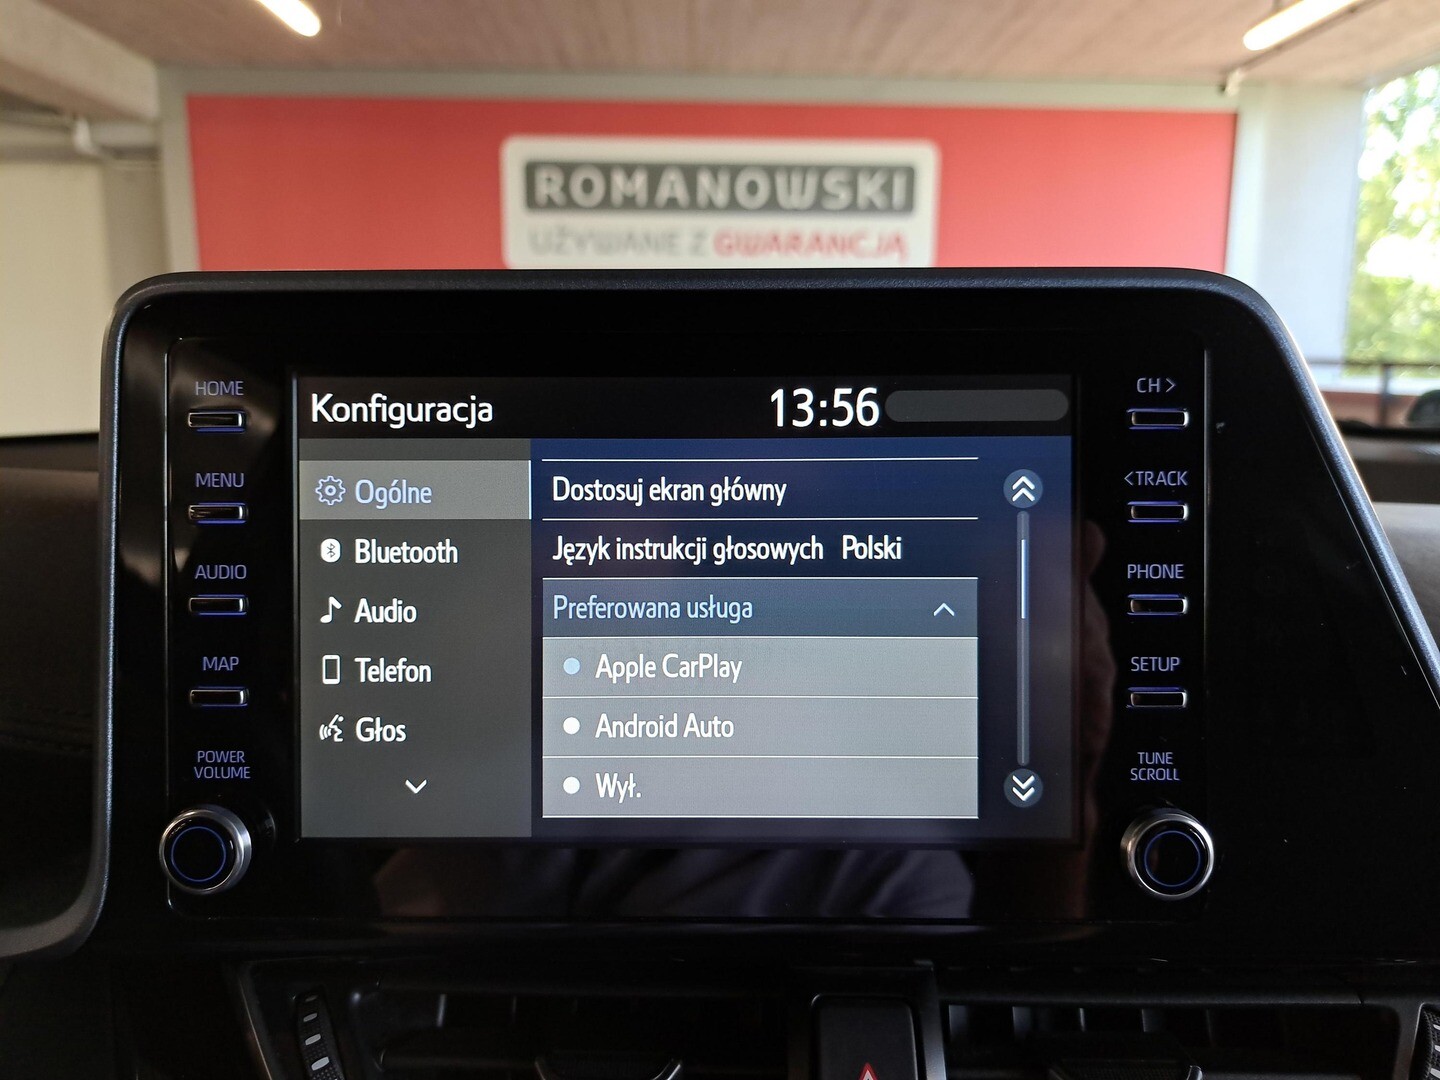 ROMANOWSKI
UŻYWANE Z GWARANCJĄ
HOME
MENU
AUDIO
MAP
POWER
VOLUME
Konfiguracja 13:56
Ogólne
Bluetooth
Audio
Telefon
Głos
Dostosuj ekran główny
Język instrukcji głosowych Polski
Preferowana usługa
Apple CarPlay
Android Auto
Wył.
CH >
<TRACK
PHONE
SETUP
TUNE
SCROLL